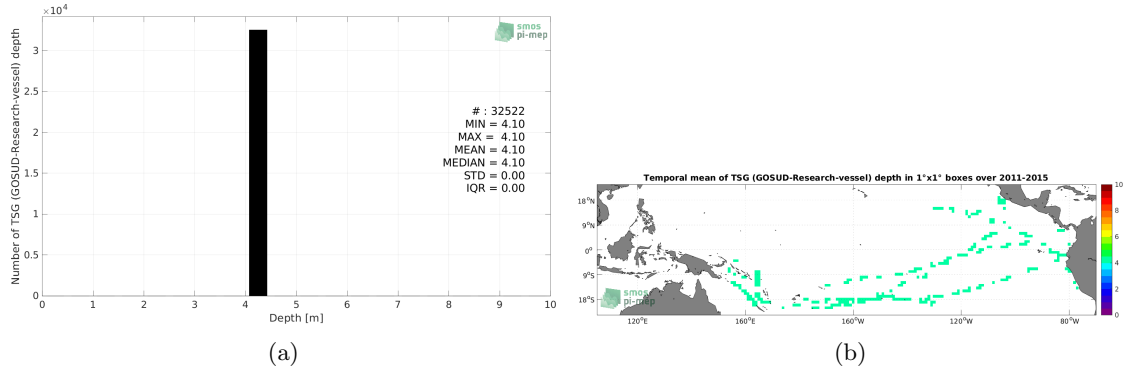 ×10⁴
3
2.5
2
1.5
1
0.5
0
Number of TSG (GOSUD-Research-vessel) depth
smos
pi-mep
# : 32522
MIN = 4.10
MAX = 4.10
MEAN = 4.10
MEDIAN = 4.10
STD = 0.00
IQR = 0.00
0 1 2 3 4 5 6 7 8 9 10
Depth [m]
(a)
Temporal mean of TSG (GOSUD-Research-vessel) depth in 1°x1° boxes over 2011-2015
18°N
9°N
0°
9°S
18°S
smos
pi-mep
120°E 160°E 160°W 120°W 80°W
10
8
6
4
2
0
(b)